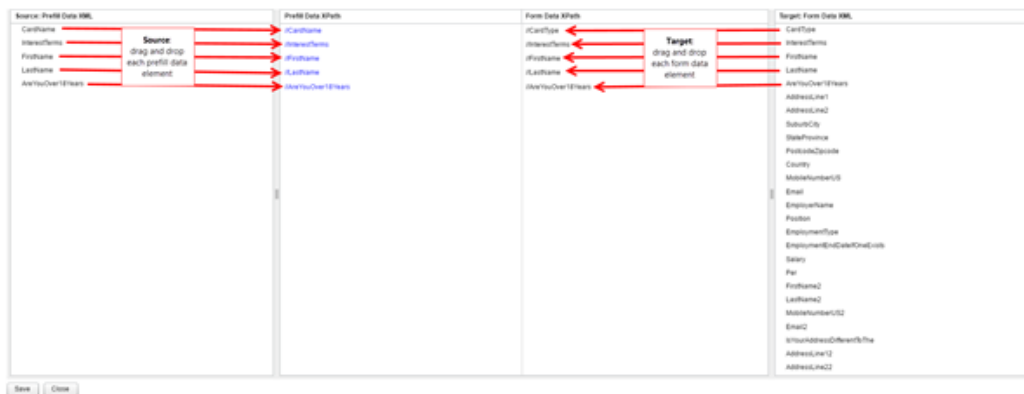 Source: Prefill Data XML
CardName
InterestTerms
FirstName
LastName
AreYouOver18Years
Source:
drag and drop
each prefill data
element
Prefill Data XPath
//CardName
//InterestTerms
//FirstName
//LastName
//AreYouOver18Years
Form Data XPath
//CardType
//InterestTerms
//FirstName
//LastName
//AreYouOver18Years
Target:
drag and drop
each form data
element
Target: Form Data XML
CardType
InterestTerms
FirstName
LastName
AreYouOver18Years
AddressLine1
AddressLine2
SuburbCity
StateProvince
PostcodeZipcode
Country
MobileNumberUS
Email
EmployerName
Position
EmploymentType
EmploymentEndDateIfOneExists
Salary
Per
FirstName2
LastName2
MobileNumberUS2
Email2
IsYourAddressDifferentToThe
AddressLine12
AddressLine22
Save
Close